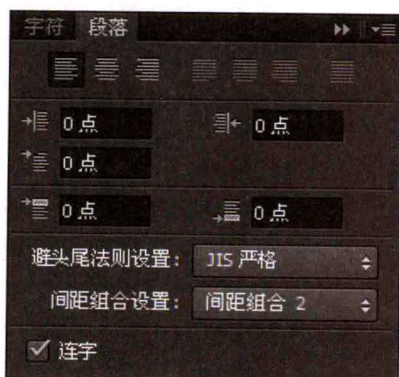 字符 段落
0 点 0 点
0 点
0 点 0 点
避头尾法则设置： JIS 严格
间距组合设置： 间距组合 2
连字